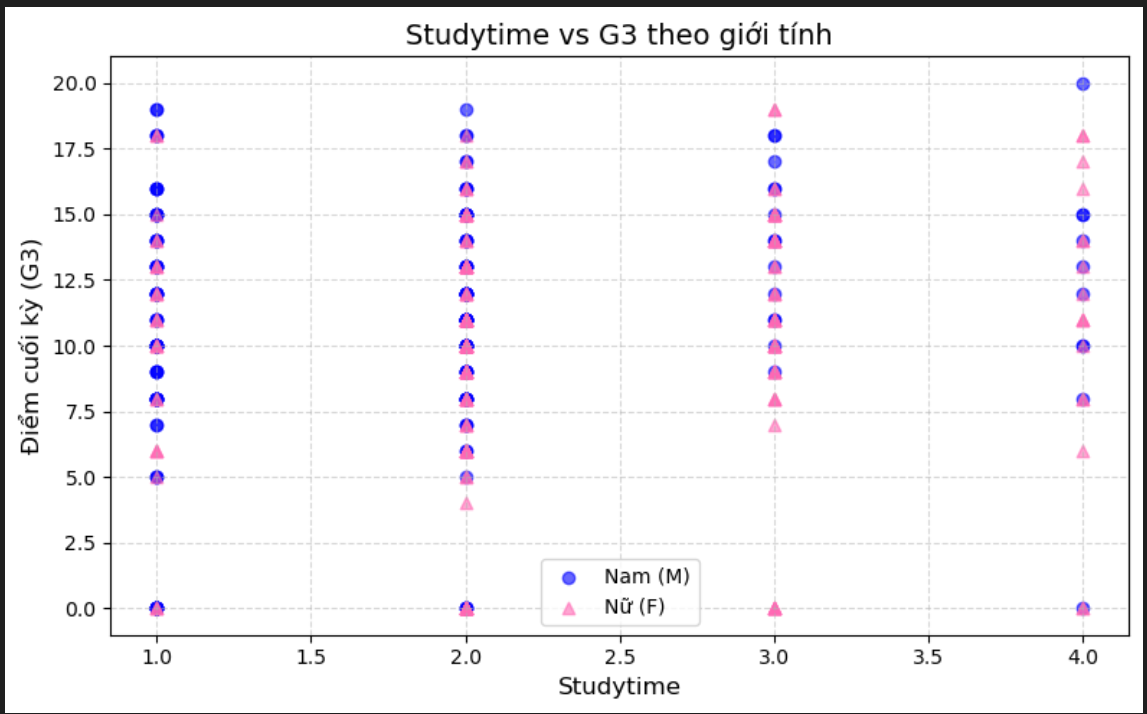 Studytime vs G3 theo giới tính
Điểm cuối kỳ (G3)
20.0
17.5
15.0
12.5
10.0
7.5
5.0
2.5
0.0
Nam (M)
Nữ (F)
1.0 1.5 2.0 2.5 3.0 3.5 4.0
Studytime